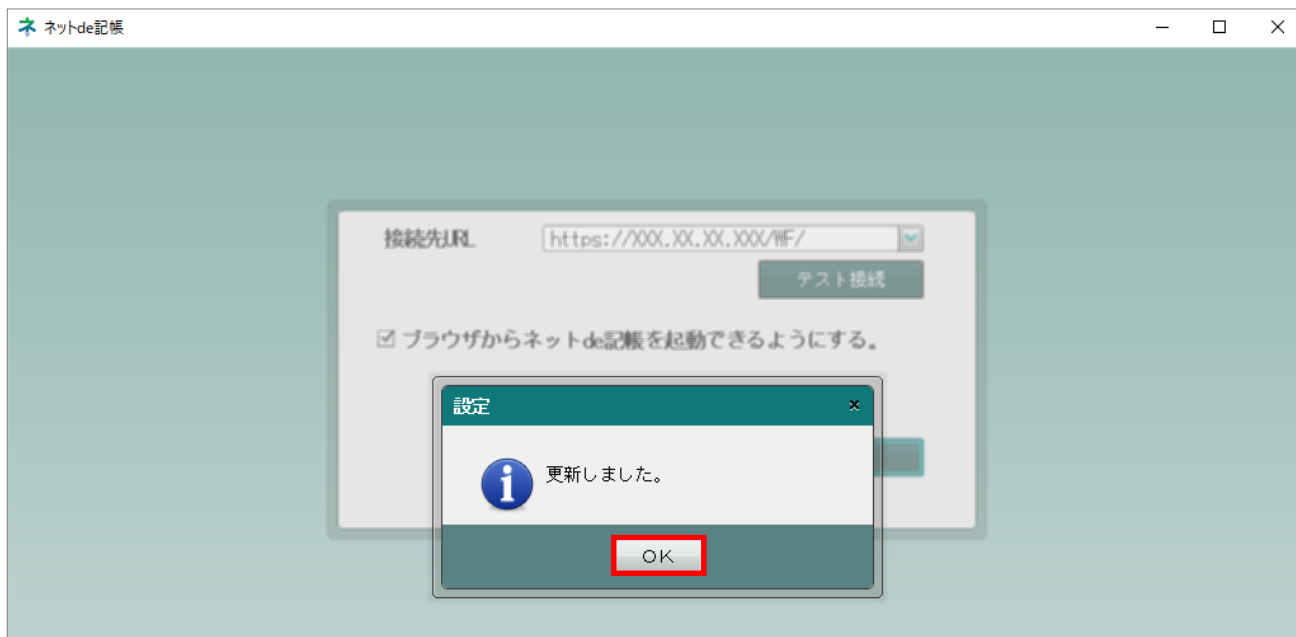 ネットde記帳
接続先URL
https://XXX.XX.XX.XXX/WF/
テスト接続
ブラウザからネットde記帳を起動できるようにする。
設定
更新しました。
OK